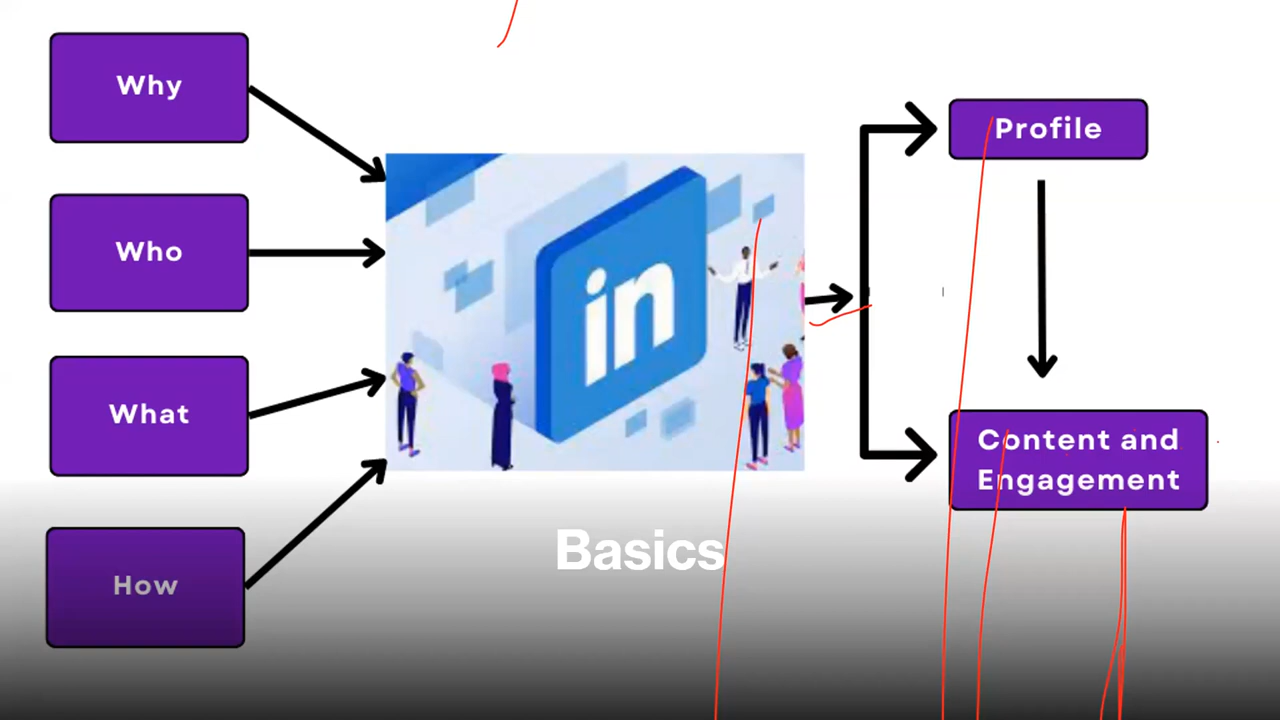 Why
Who
What
How
in
Basics
Profile
Content and
Engagement